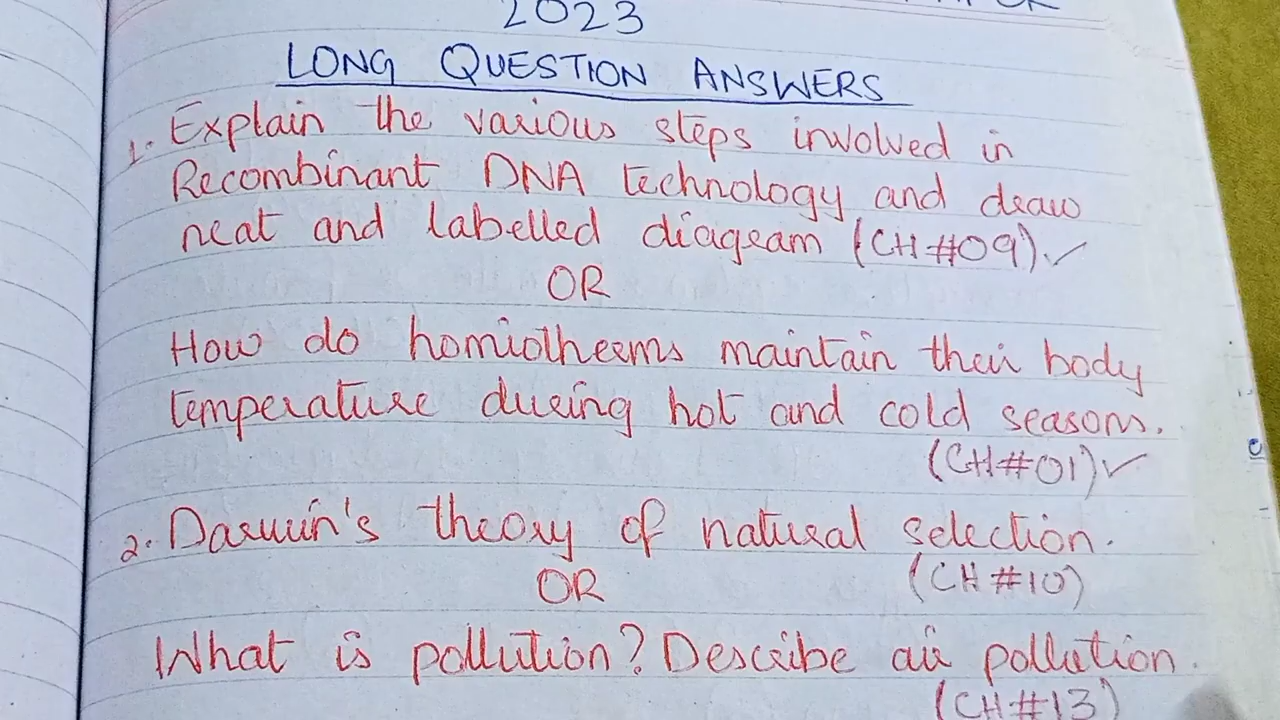 2023
LONG QUESTION ANSWERS
1. Explain the various steps involved in
Recombinant DNA technology and draw
neat and labelled diagram (CH#09).✓
OR
How do homiotherms maintain their body
temperature during hot and cold seasons.
(CH#01)✓
2. Darwin's theory of natural selection.
(CH#10)
OR
What is pollution? Describe air pollution.
(CH#13)